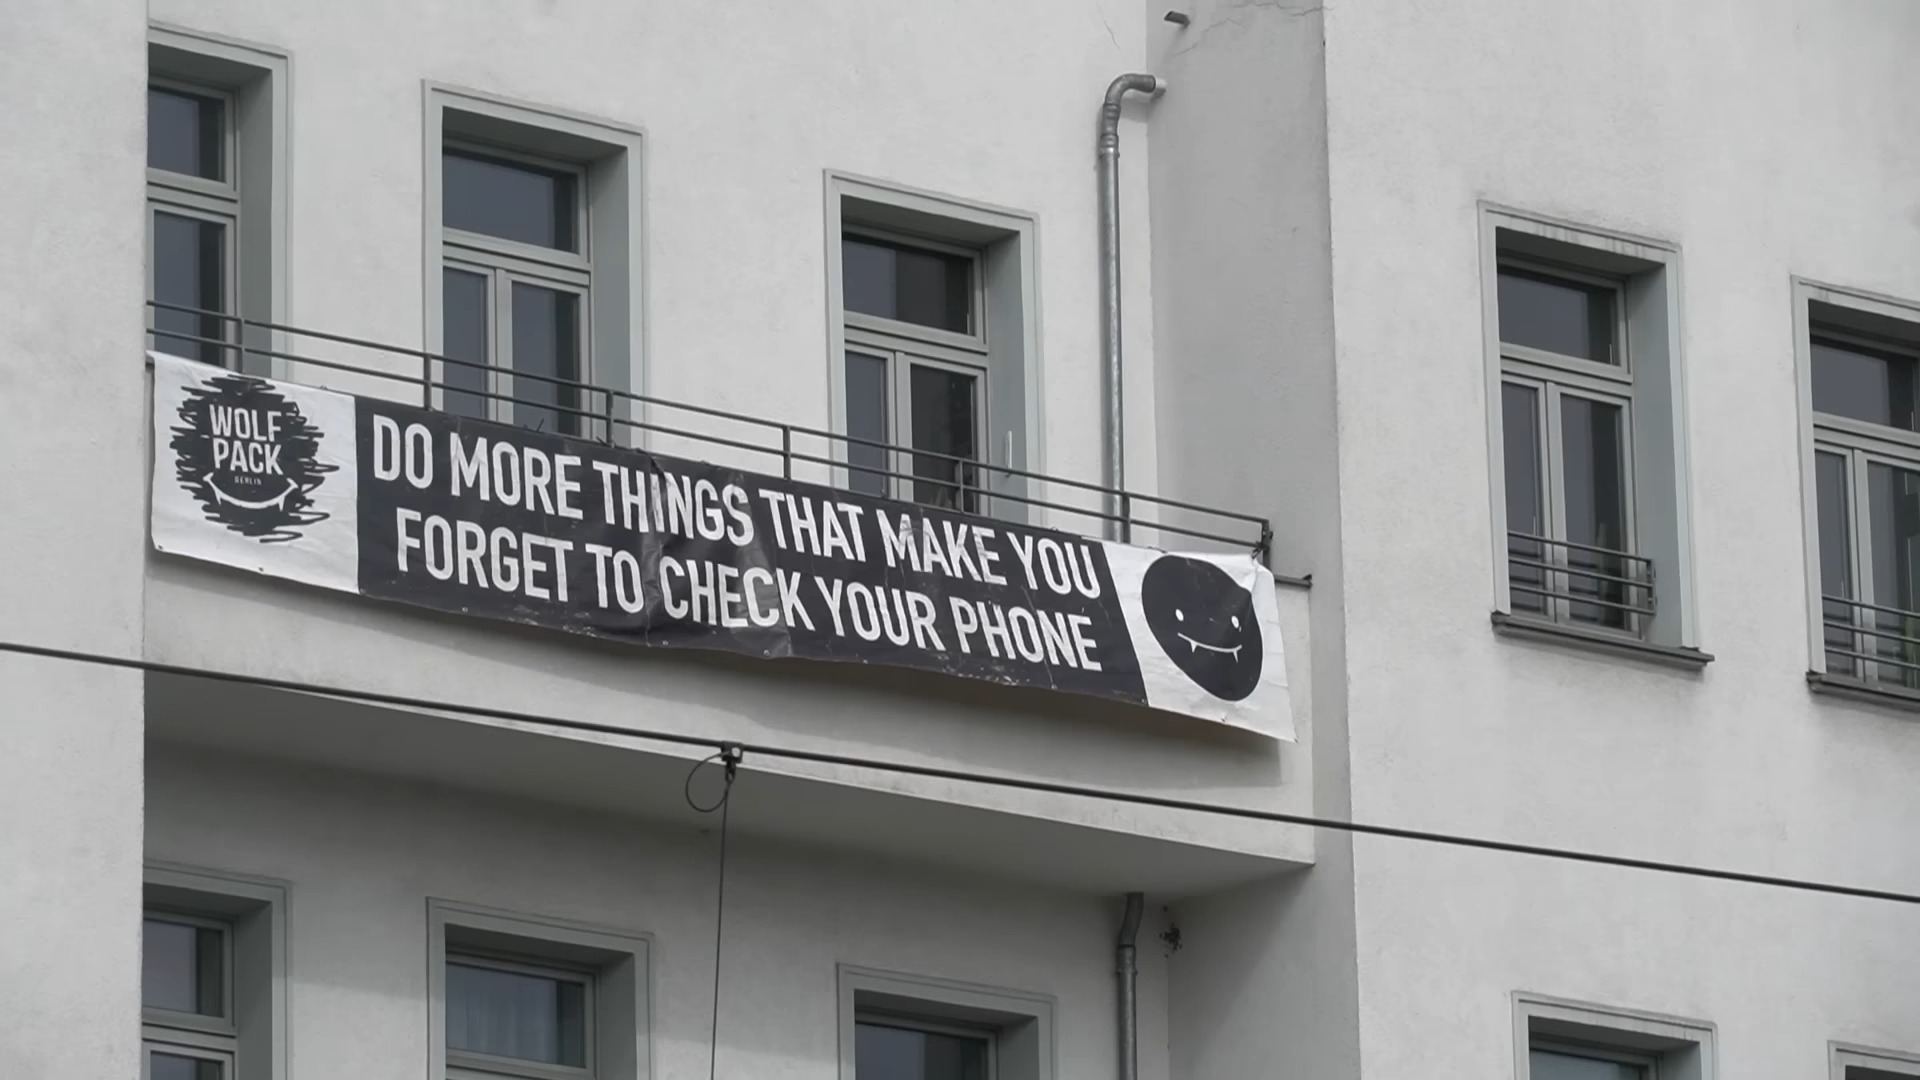 WOLF
PACK
BERLIN
DO MORE THINGS THAT MAKE YOU
FORGET TO CHECK YOUR PHONE